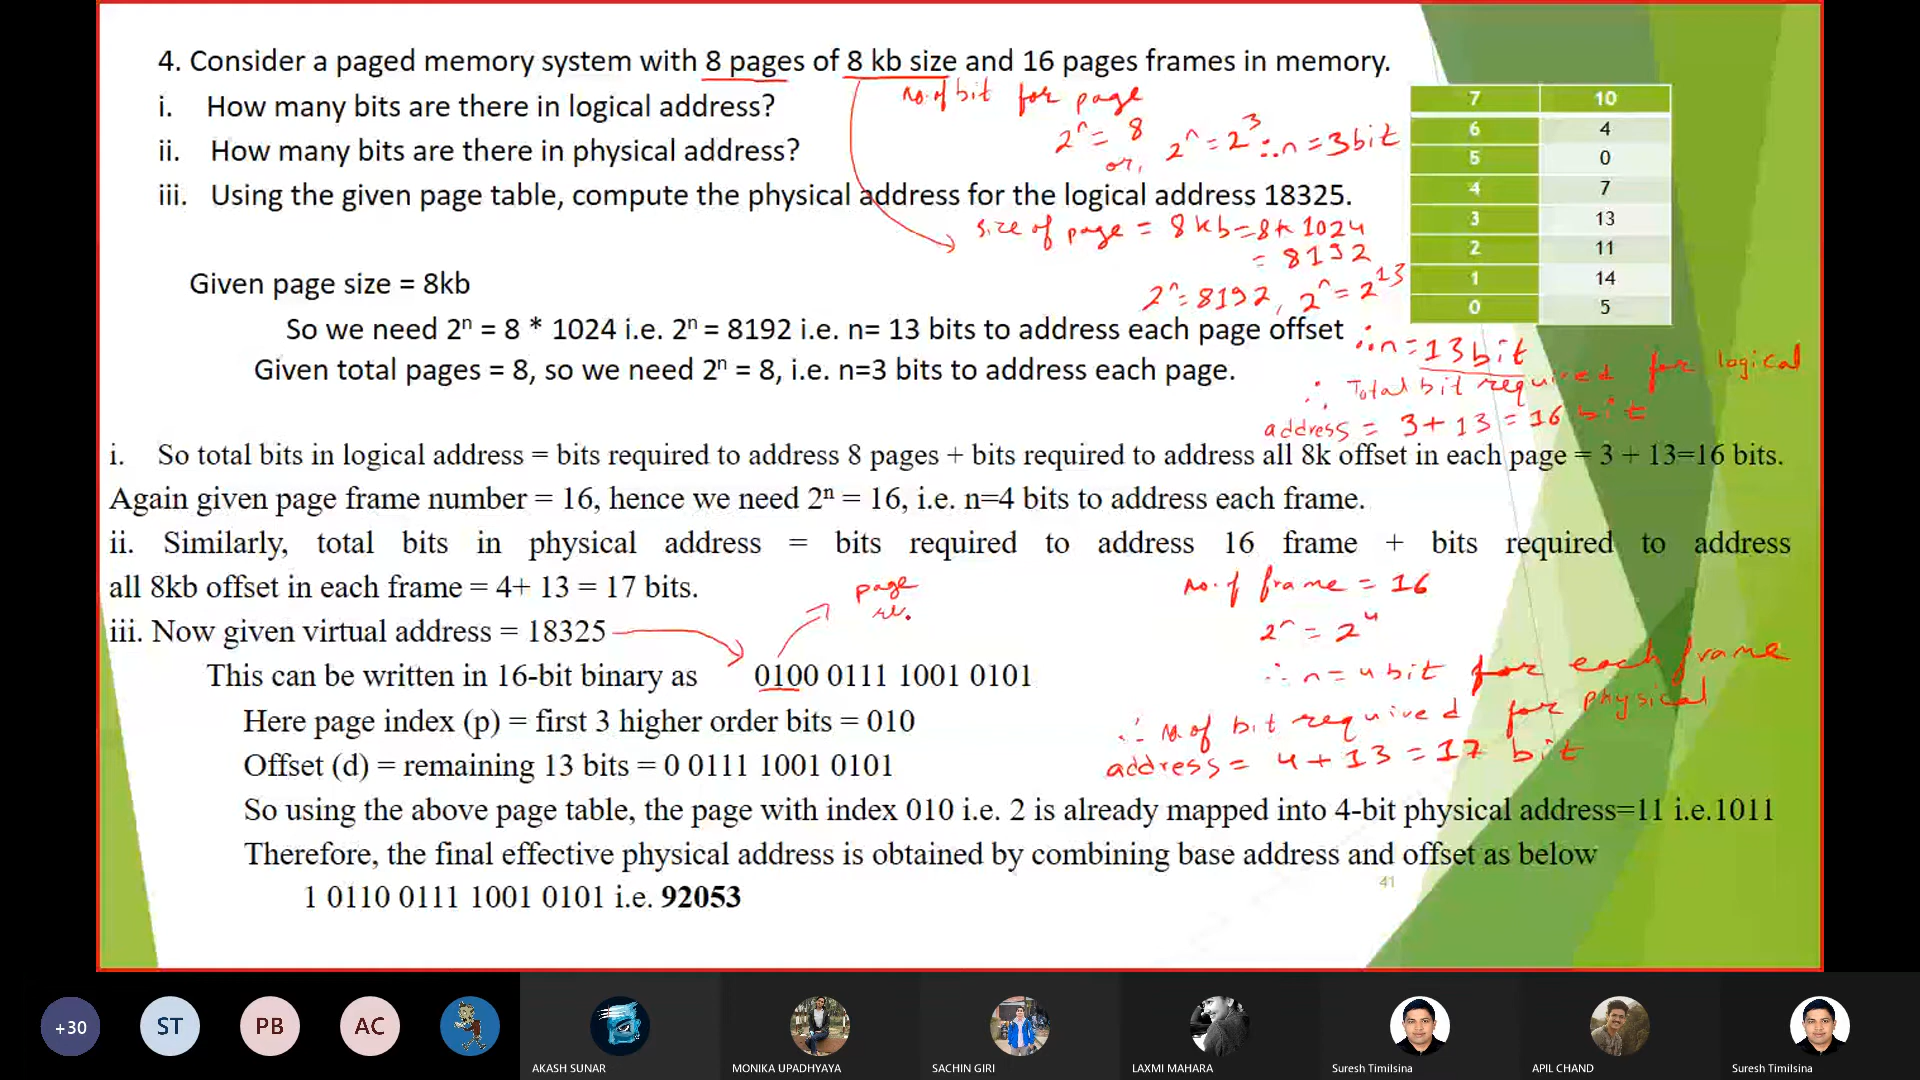 4. Consider a paged memory system with 8 pages of 8 kb size and 16 pages frames in memory.
i. How many bits are there in logical address?
ii. How many bits are there in physical address?
iii. Using the given page table, compute the physical address for the logical address 18325.
No. of bit for page
2ⁿ = 8
or, 2ⁿ = 2³ ∴ n = 3 bit
size of page = 8 kb = 8 * 1024
= 8192
2ⁿ = 8192, 2ⁿ = 2¹³
∴ n = 13 bit
∴ Total bit required for logical
address = 3 + 13 = 16 bit
7 10
6 4
5 0
4 7
3 13
2 11
1 14
0 5
Given page size = 8kb
So we need 2ⁿ = 8 * 1024 i.e. 2ⁿ = 8192 i.e. n= 13 bits to address each page offset
Given total pages = 8, so we need 2ⁿ = 8, i.e. n=3 bits to address each page.
i. So total bits in logical address = bits required to address 8 pages + bits required to address all 8k offset in each page = 3 + 13=16 bits.
Again given page frame number = 16, hence we need 2ⁿ = 16, i.e. n=4 bits to address each frame.
ii. Similarly, total bits in physical address = bits required to address 16 frame + bits required to address
all 8kb offset in each frame = 4+ 13 = 17 bits.
iii. Now given virtual address = 18325
This can be written in 16-bit binary as 0100 0111 1001 0101
page
No. of frame = 16
2ⁿ = 2⁴
∴ n = 4 bit for each frame
∴ No. of bit required for physical
address = 4 + 13 = 17 bit
Here page index (p) = first 3 higher order bits = 010
Offset (d) = remaining 13 bits = 0 0111 1001 0101
So using the above page table, the page with index 010 i.e. 2 is already mapped into 4-bit physical address=11 i.e.1011
Therefore, the final effective physical address is obtained by combining base address and offset as below
1 0110 0111 1001 0101 i.e. 92053
41
+30
ST
PB
AC
AKASH SUNAR
MONIKA UPADHYAYA
SACHIN GIRI
LAXMI MAHARA
Suresh Timilsina
APIL CHAND
Suresh Timilsina